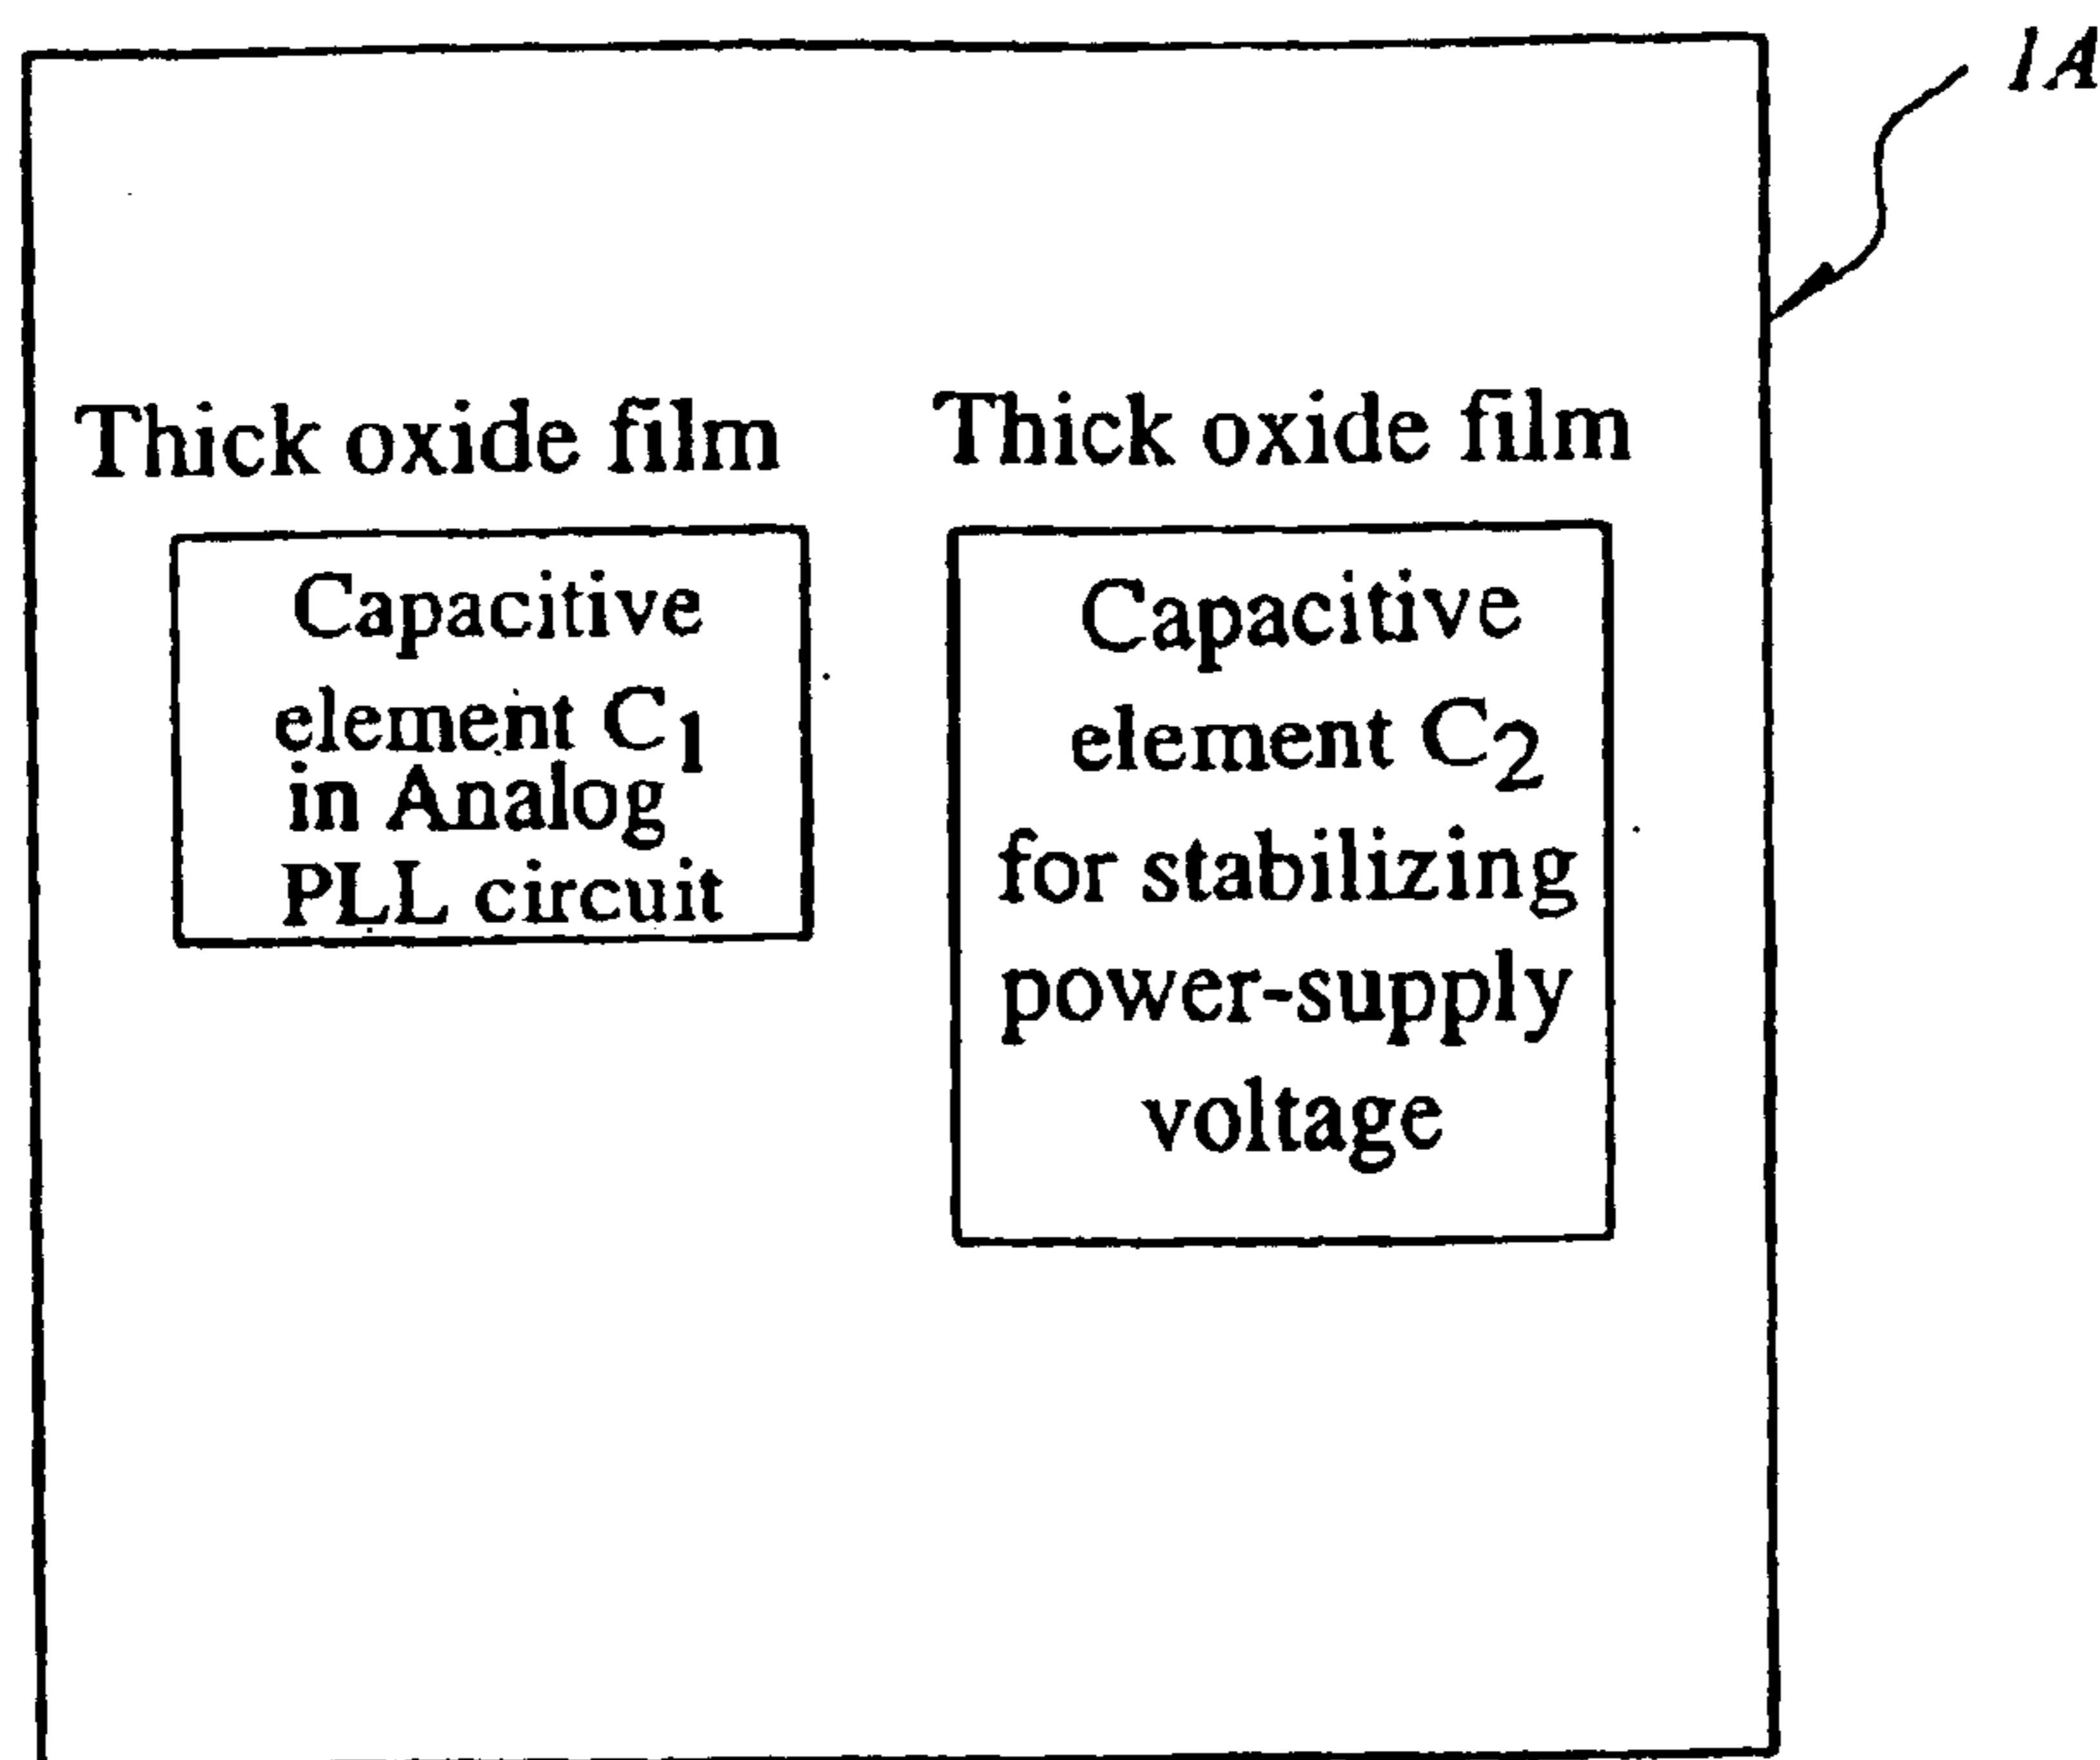 1A
Thick oxide film
Thick oxide film
Capacitive
element C1
in Analog
PLL circuit
Capacitive
element C2
for stabilizing
power-supply
voltage